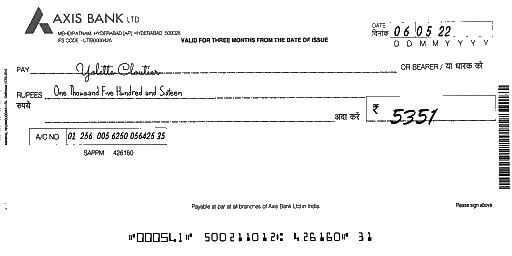 AXIS BANK LTD
MEHDIPATNAM, HYDERABAD (AP) - HYDERABAD 500028
IFS CODE - UTIB0000426
VALID FOR THREE MONTHS FROM THE DATE OF ISSUE
DATE
दिनांक 06 05 22
D D M M Y Y Y Y
PAY Yolette Cloutier OR BEARER / या धारक को
RUPEES One Thousand Five Hundred and Sixteen
रुपये अदा करें ₹ 5351
A/C NO 02 256 005 6250 056425 35
SAPPM 426160
Payable at par at all branches of Axis Bank Ltd in India.
Please sign above
⑈000541⑈ 500211012⑆ 426160⑈ 31